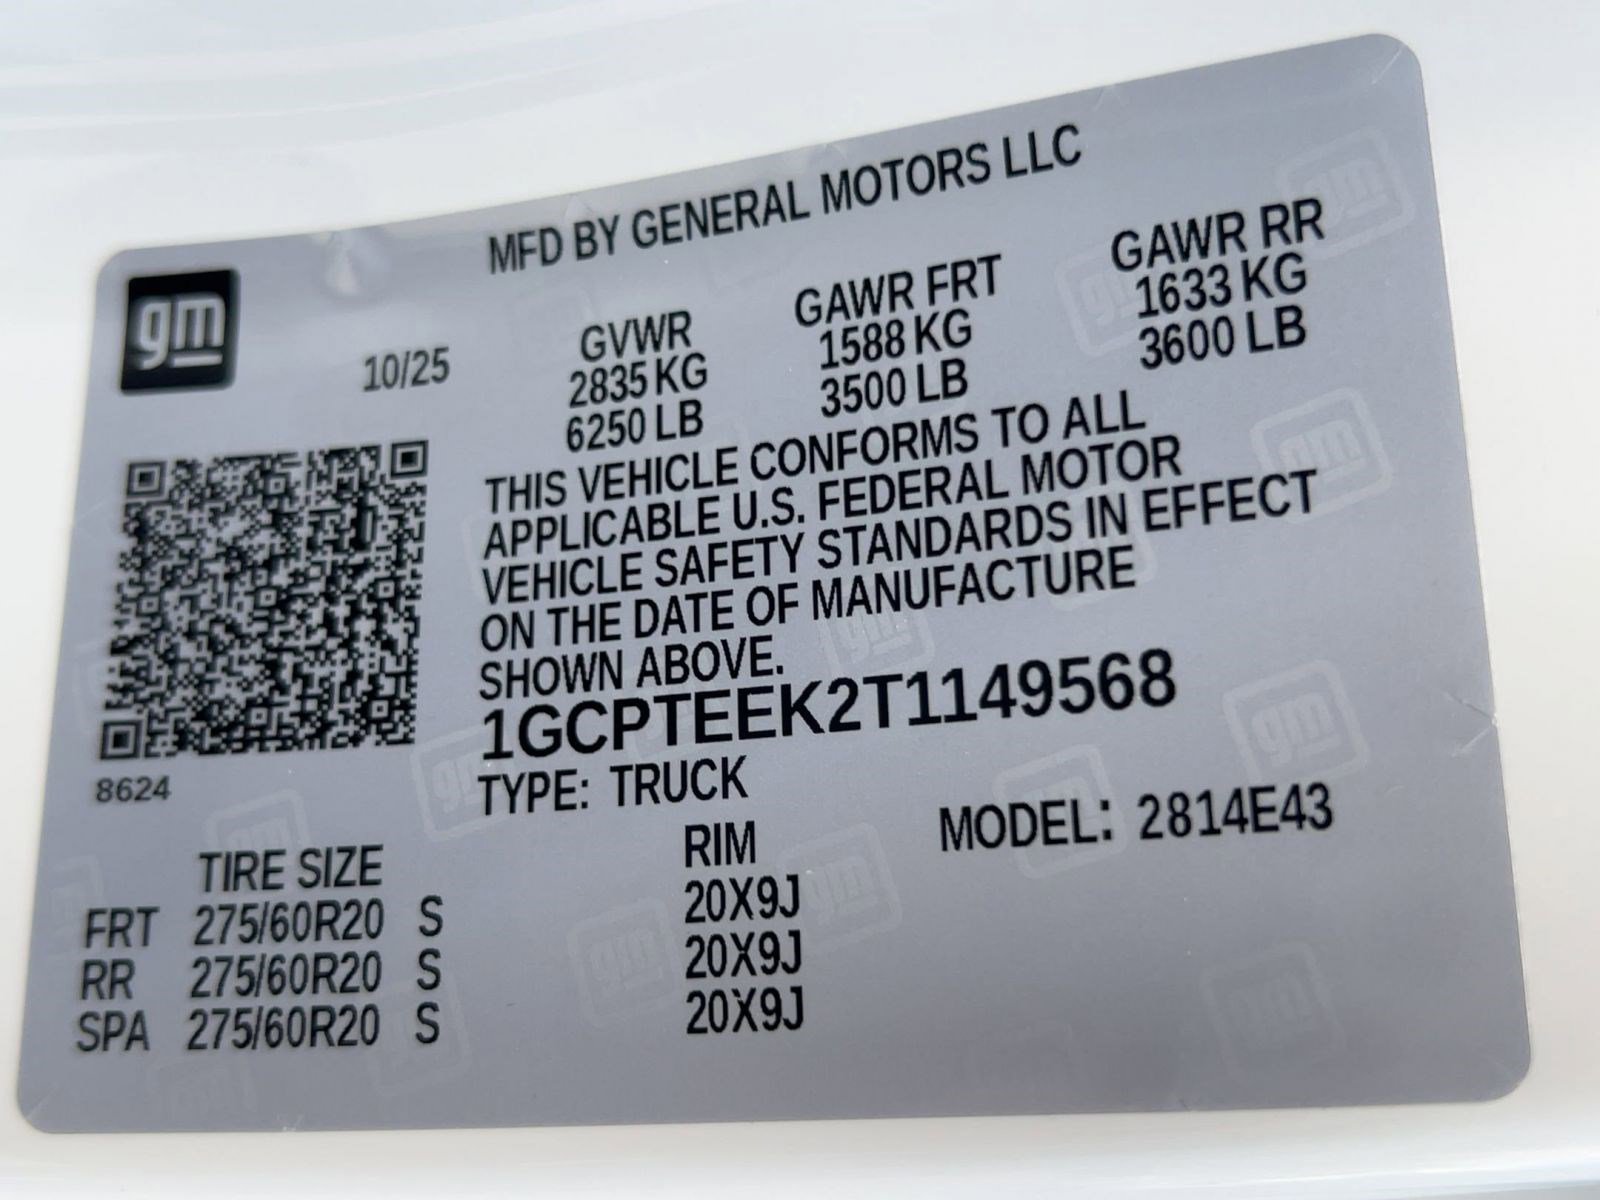 MFD BY GENERAL MOTORS LLC
gm
10/25
GVWR
2835 KG
6250 LB
GAWR FRT
1588 KG
3500 LB
GAWR RR
1633 KG
3600 LB
THIS VEHICLE CONFORMS TO ALL
APPLICABLE U.S. FEDERAL MOTOR
VEHICLE SAFETY STANDARDS IN EFFECT
ON THE DATE OF MANUFACTURE
SHOWN ABOVE.
1GCPTEEK2T1149568
8624
TYPE: TRUCK
MODEL: 2814E43
TIRE SIZE RIM
FRT 275/60R20 S 20X9J
RR 275/60R20 S 20X9J
SPA 275/60R20 S 20X9J